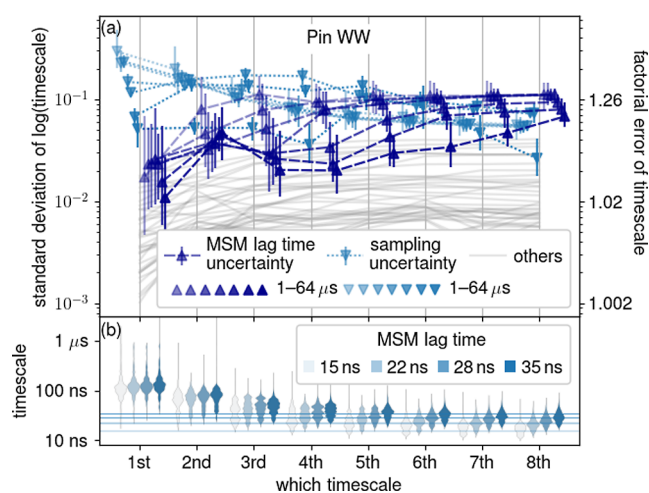 (a)
Pin WW
standard deviation of log(timescale)
10⁻¹
10⁻²
10⁻³
1.26
1.02
1.002
factorial error of timescale
MSM lag time
uncertainty
sampling
uncertainty
others
1–64 μs
1–64 μs
(b)
timescale
1 μs
100 ns
10 ns
MSM lag time
15 ns
22 ns
28 ns
35 ns
1st
2nd
3rd
4th
5th
6th
7th
8th
which timescale